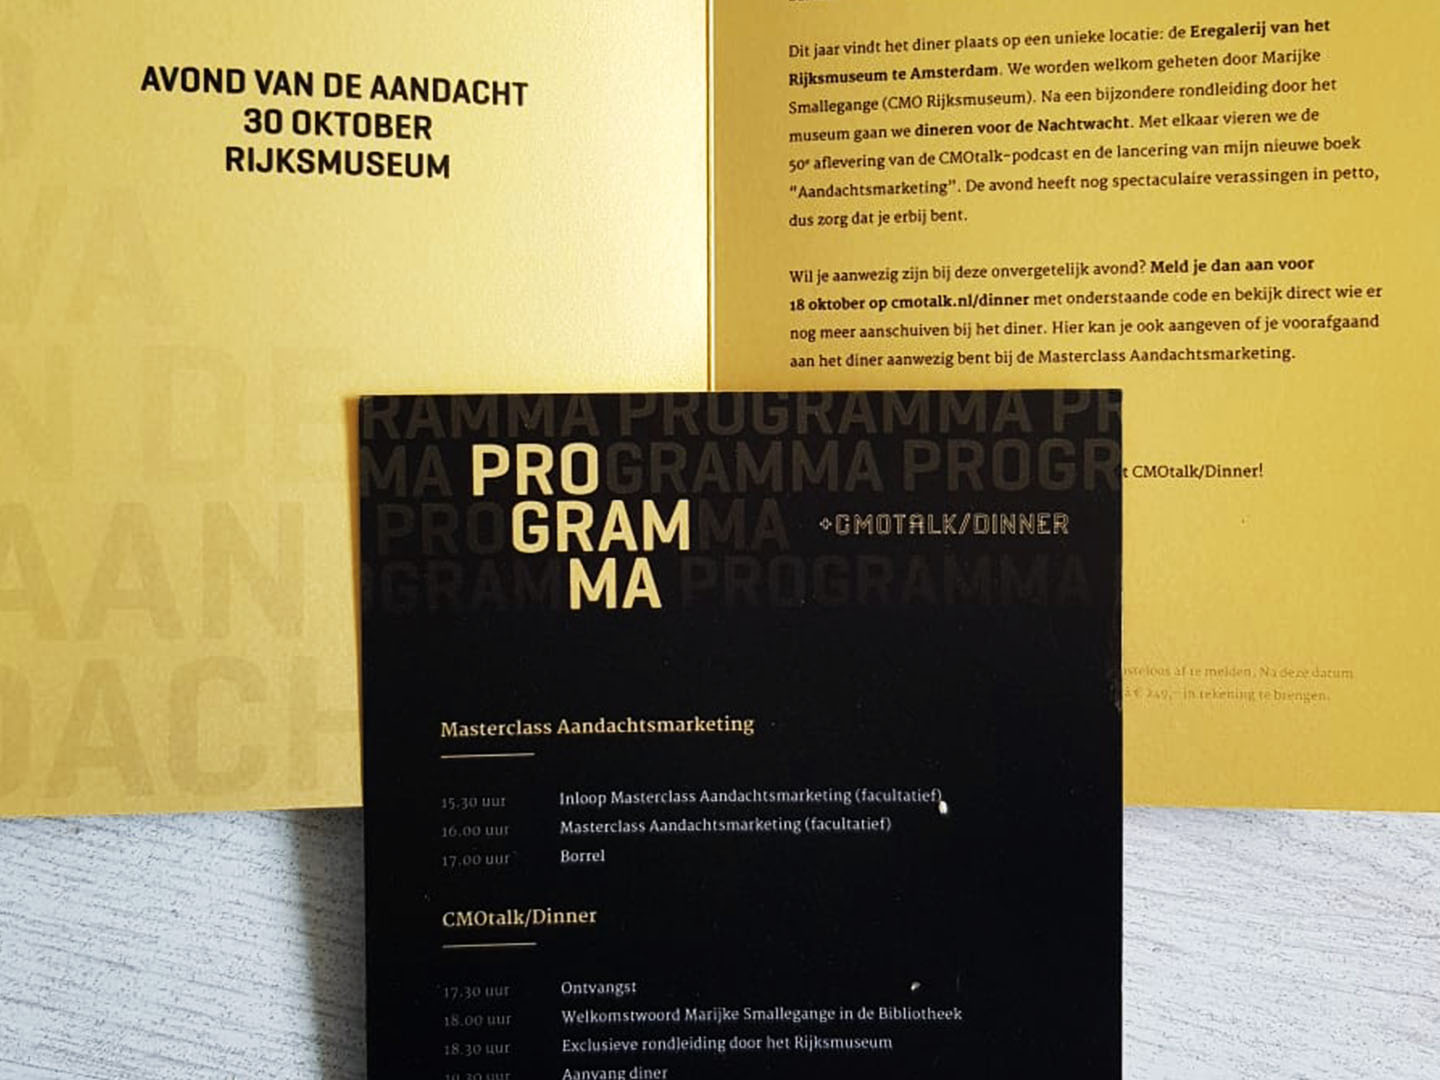 AVOND VAN DE AANDACHT
30 OKTOBER
RIJKSMUSEUM
Dit jaar vindt het diner plaats op een unieke locatie: de Eregalerij van het
Rijksmuseum te Amsterdam. We worden welkom geheten door Marijke
Smallegange (CMO Rijksmuseum). Na een bijzondere rondleiding door het
museum gaan we dineren voor de Nachtwacht. Met elkaar vieren we de
50e aflevering van de CMOtalk-podcast en de lancering van mijn nieuwe boek
"Aandachtsmarketing". De avond heeft nog spectaculaire verassingen in petto,
dus zorg dat je erbij bent.
Wil je aanwezig zijn bij deze onvergetelijk avond? Meld je dan aan voor
18 oktober op cmotalk.nl/dinner met onderstaande code en bekijk direct wie er
nog meer aanschuiven bij het diner. Hier kan je ook aangeven of je voorafgaand
aan het diner aanwezig bent bij de Masterclass Aandachtsmarketing.
t CMOtalk/Dinner!
af te melden. Na deze datum
à € 249,- in rekening te brengen.
VA
N DE
AAN
DACH
RAMMA PROGRAMMA PR
MA PROGRAMMA PROGR
PROGRAMMA
OGRAMMA PROGRAMMA
+CMOTALK/DINNER
Masterclass Aandachtsmarketing
15.30 uur Inloop Masterclass Aandachtsmarketing (facultatief)
16.00 uur Masterclass Aandachtsmarketing (facultatief)
17.00 uur Borrel
CMOtalk/Dinner
17.30 uur Ontvangst
18.00 uur Welkomstwoord Marijke Smallegange in de Bibliotheek
18.30 uur Exclusieve rondleiding door het Rijksmuseum
19.30 uur Aanvang diner